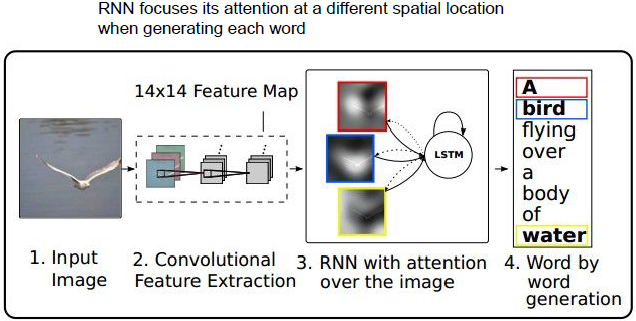 RNN focuses its attention at a different spatial location
when generating each word
14x14 Feature Map
LSTM
A
bird
flying
over
a
body
of
water
1. Input
Image
2. Convolutional
Feature Extraction
3. RNN with attention
over the image
4. Word by
word
generation